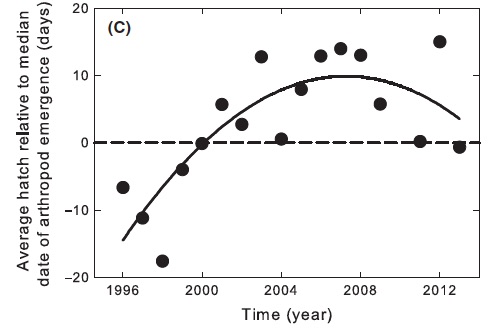 Average hatch relative to median
date of arthropod emergence (days)
(C)
20
10
0
−10
−20
1996
2000
2004
2008
2012
Time (year)